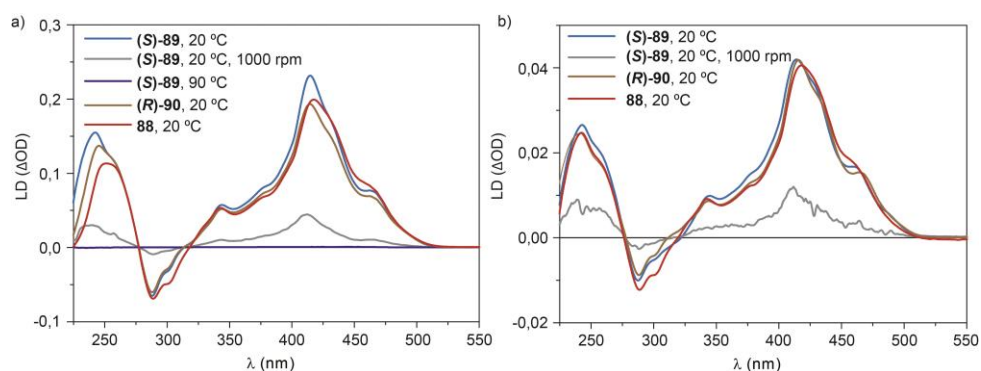 a)
0,3
0,2
0,1
0,0
-0,1
LD (ΔOD)
(S)-89, 20 ºC
(S)-89, 20 ºC, 1000 rpm
(S)-89, 90 ºC
(R)-90, 20 ºC
88, 20 ºC
250 300 350 400 450 500 550
λ (nm)
b)
0,06
0,04
0,02
0,00
-0,02
LD (ΔOD)
(S)-89, 20 ºC
(S)-89, 20 ºC, 1000 rpm
(R)-90, 20 ºC
88, 20 ºC
250 300 350 400 450 500 550
λ (nm)